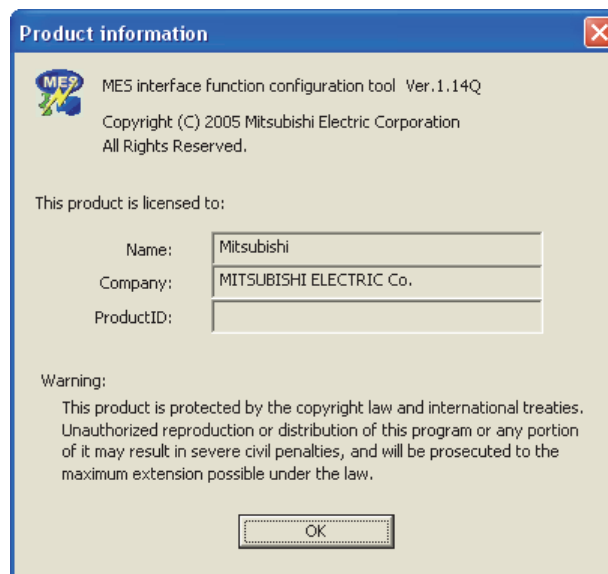 Product information
MES
MES interface function configuration tool Ver.1.14Q
Copyright (C) 2005 Mitsubishi Electric Corporation
All Rights Reserved.
This product is licensed to:
Name: Mitsubishi
Company: MITSUBISHI ELECTRIC Co.
ProductID:
Warning:
This product is protected by the copyright law and international treaties.
Unauthorized reproduction or distribution of this program or any portion
of it may result in severe civil penalties, and will be prosecuted to the
maximum extension possible under the law.
OK